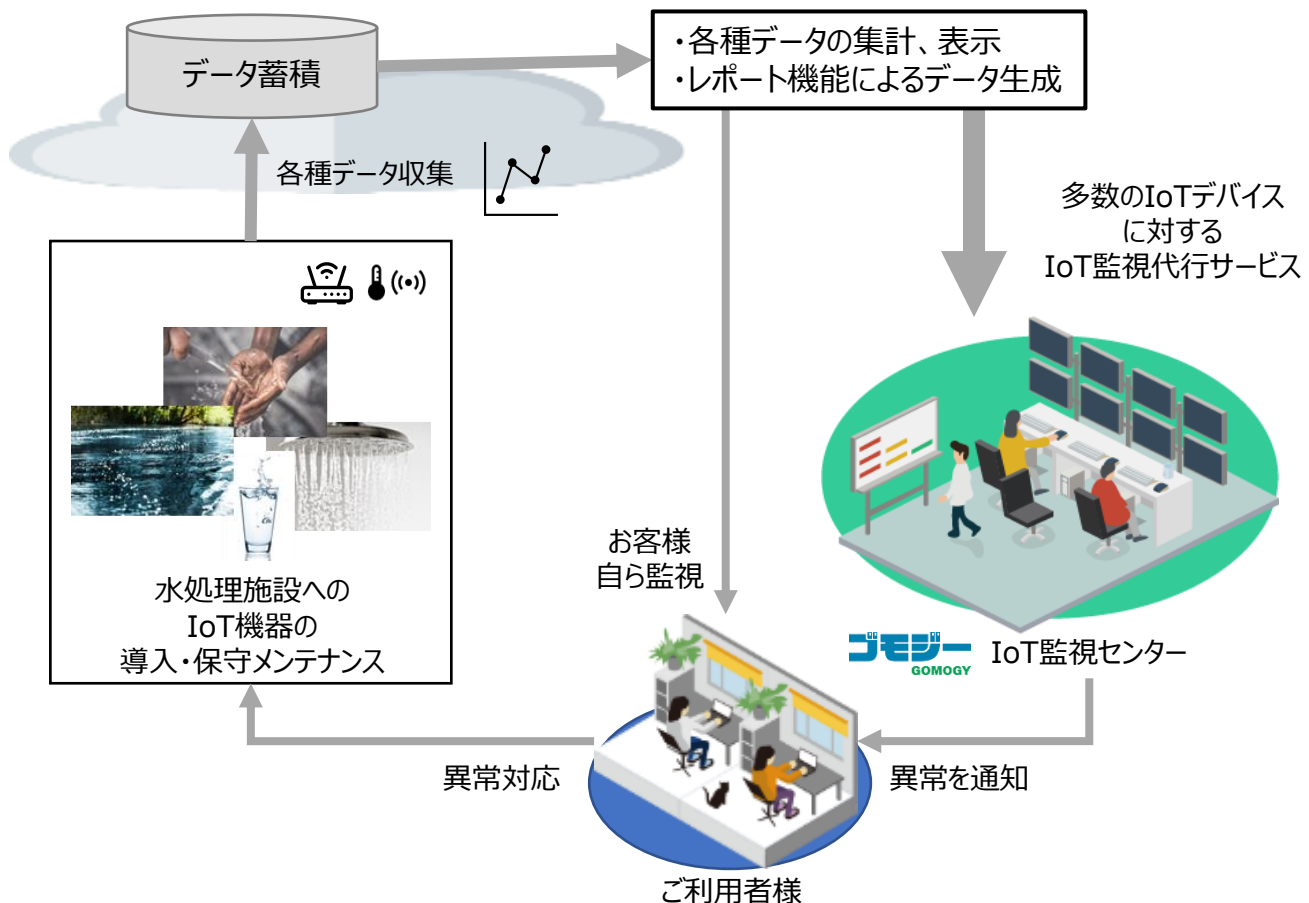 データ蓄積
・各種データの集計、表示
・レポート機能によるデータ生成
各種データ収集
多数のIoTデバイス
に対する
IoT監視代行サービス
水処理施設への
IoT機器の
導入・保守メンテナンス
お客様
自ら監視
ゴモジー
GOMOGY
IoT監視センター
異常対応
異常を通知
ご利用者様